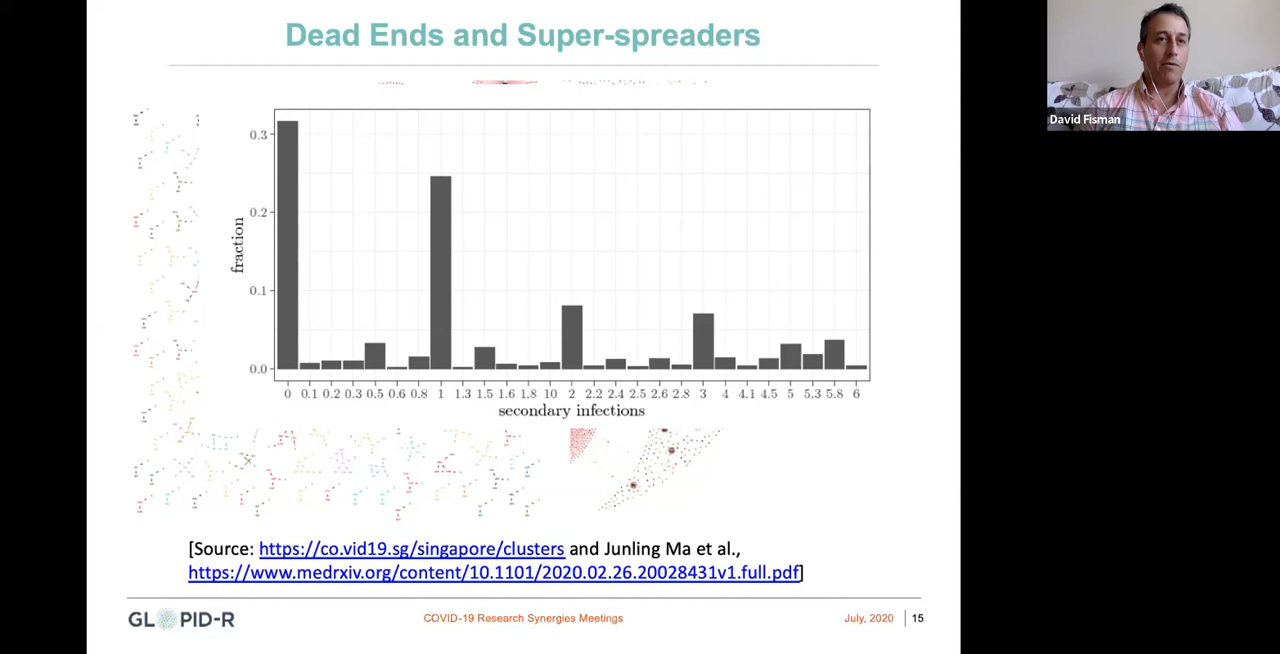 Dead Ends and Super-spreaders
David Fisman
0.3
0.2
0.1
0.0
fraction
0 0.1 0.2 0.3 0.5 0.6 0.8 1 1.3 1.5 1.6 1.8 10 2 2.2 2.4 2.5 2.6 2.8 3 4 4.1 4.5 5 5.3 5.8 6
secondary infections
[Source: https://co.vid19.sg/singapore/clusters and Junling Ma et al.,
https://www.medrxiv.org/content/10.1101/2020.02.26.20028431v1.full.pdf]
GLOPID-R
COVID-19 Research Synergies Meetings
July, 2020
15